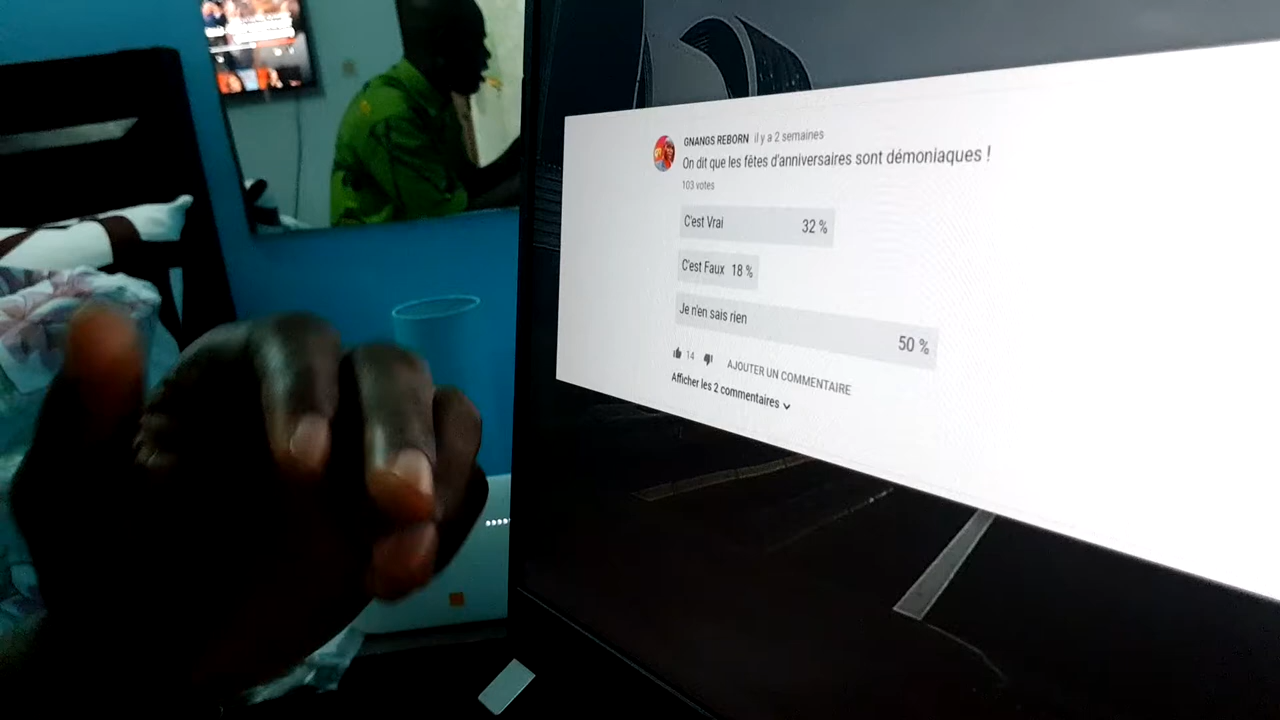 GNANGS REBORN il y a 2 semaines
On dit que les fêtes d'anniversaires sont démoniaques !
103 votes
C'est Vrai 32 %
C'est Faux 18 %
Je n'en sais rien 50 %
14 AJOUTER UN COMMENTAIRE
Afficher les 2 commentaires